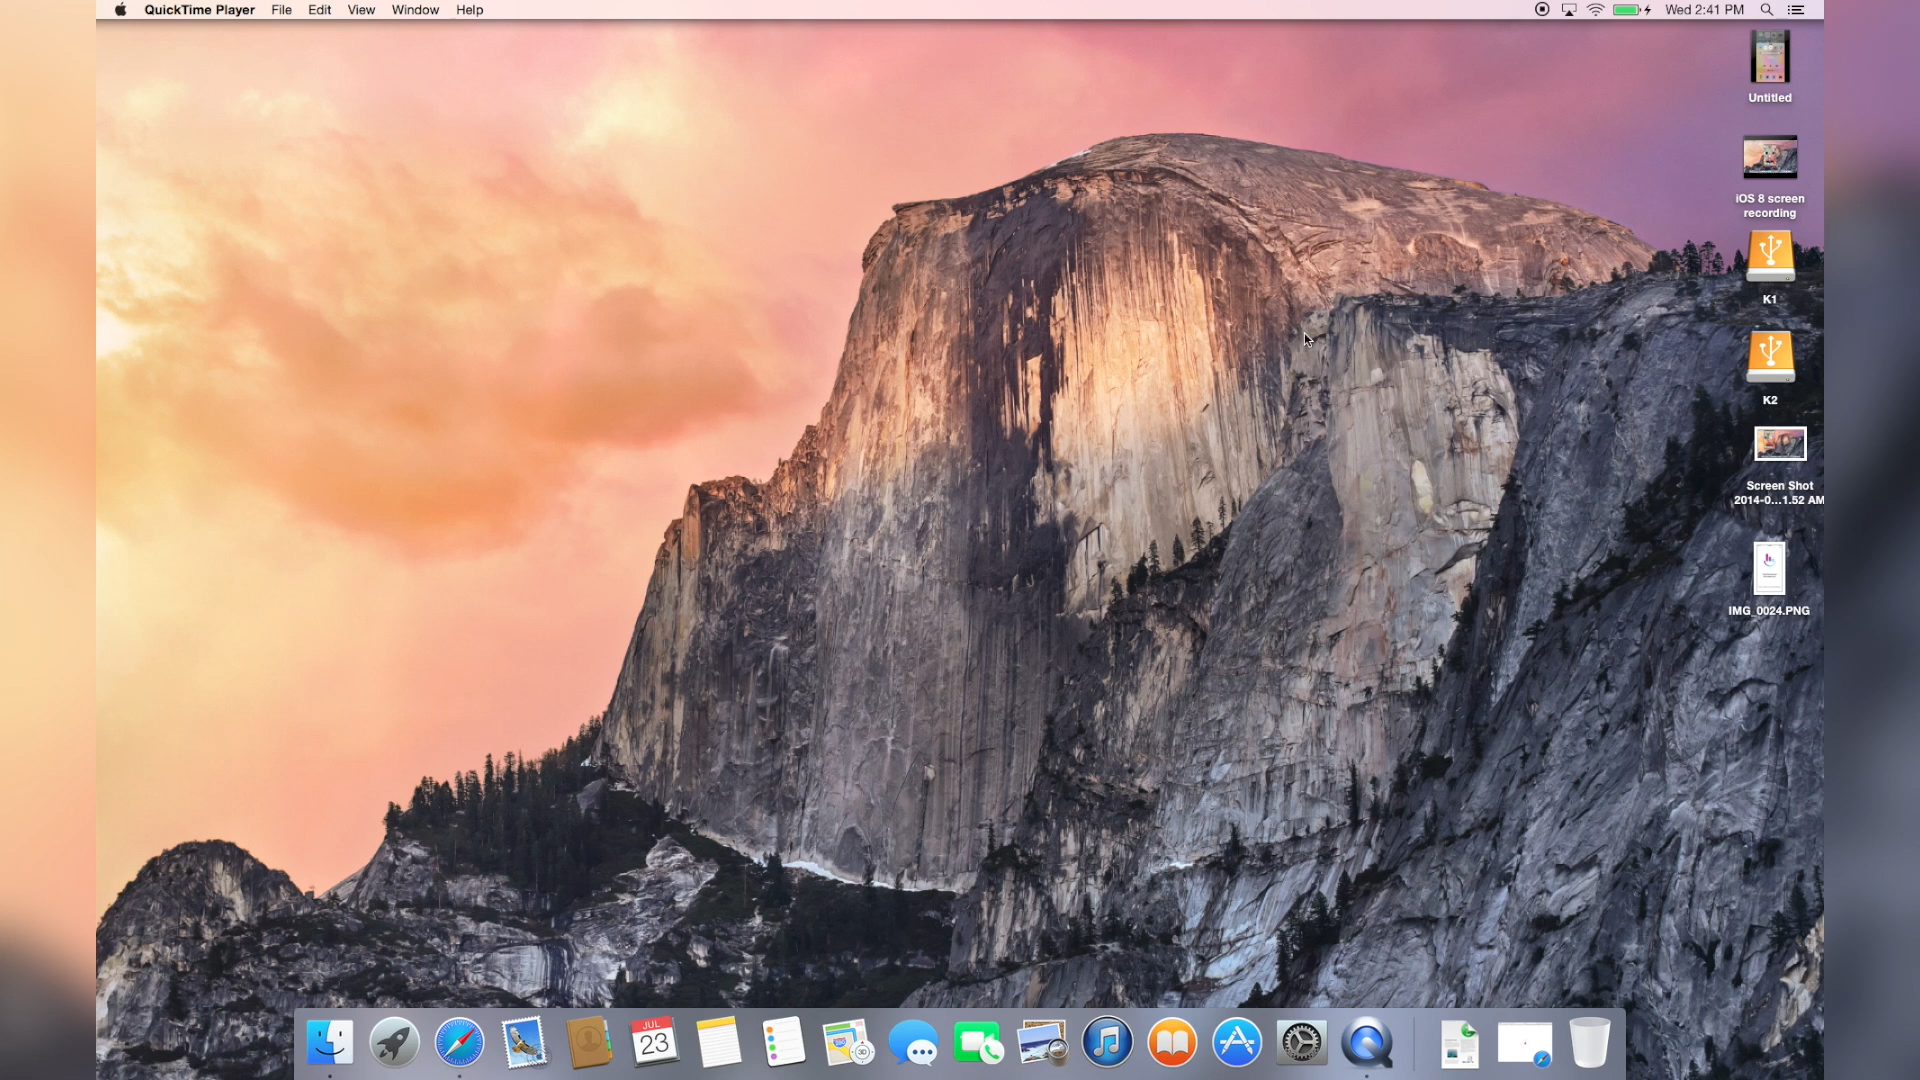 QuickTime Player File Edit View Window Help Wed 2:41 PM
Untitled
iOS 8 screen
recording
K1
K2
Screen Shot
2014-0...1.52 AM
IMG_0024.PNG
JUL
23